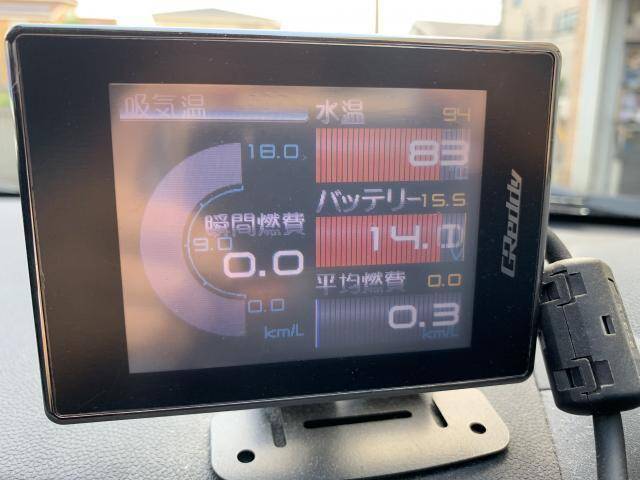 吸気温
18.0
瞬間燃費
9.0
0.0
0.0
km/L
水温 94
83
バッテリー 15.5
14.0
V
平均燃費 0.0
0.3
km/L
GReddy